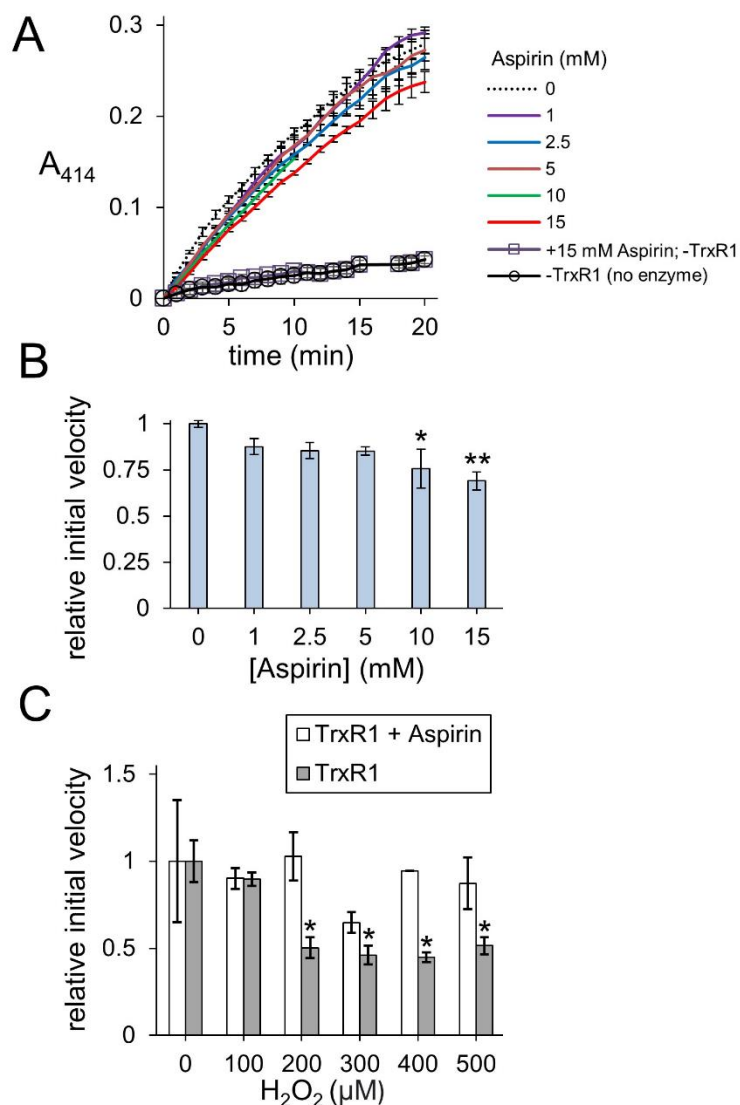 A
0.3
0.2
0.1
0
A414
0 5 10 15 20
time (min)
Aspirin (mM)
0
1
2.5
5
10
15
+15 mM Aspirin; -TrxR1
-TrxR1 (no enzyme)
B
relative initial velocity
1
0.75
0.5
0.25
0
* **
0 1 2.5 5 10 15
[Aspirin] (mM)
C
TrxR1 + Aspirin
TrxR1
relative initial velocity
1.5
1
0.5
0
* * * *
0 100 200 300 400 500
H2O2 (µM)